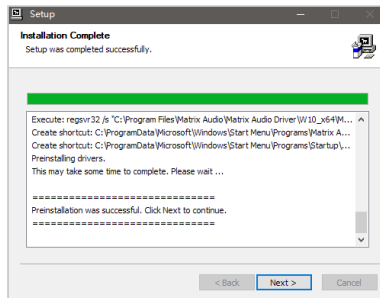 Setup
Installation Complete
Setup was completed successfully.
Execute: regsvr32 /s "C:\Program Files\Matrix Audio\Matrix Audio Driver\W10_x64\M...
Create shortcut: C:\ProgramData\Microsoft\Windows\Start Menu\Programs\Matrix A...
Create shortcut: C:\ProgramData\Microsoft\Windows\Start Menu\Programs\Startup\,...
Preinstalling drivers.
This may take some time to complete. Please wait ...
==============================
Preinstallation was successful. Click Next to continue.
==============================
< Back
Next >
Cancel